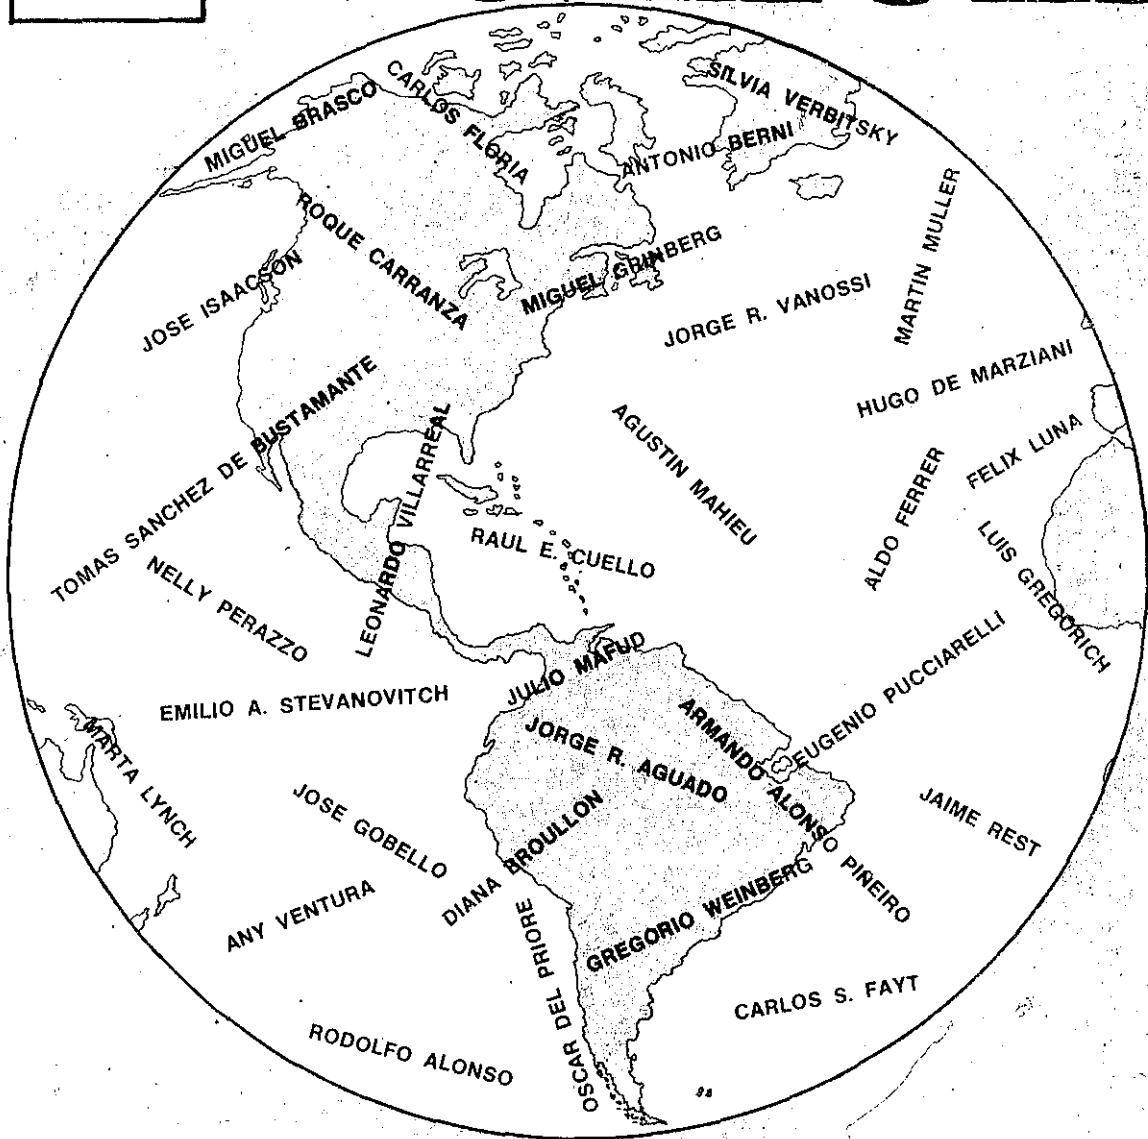 SILVIA VERBITSKY
CARLOS FLORIA
MIGUEL BRASCO
ANTONIO BERNI
MARTIN MULLER
ROQUE CARRANZA
MIGUEL GRINBERG
JOSE ISAACSON
JORGE R. VANOSSI
HUGO DE MARZIANI
TOMAS SANCHEZ DE BUSTAMANTE
LEONARDO VILLARREAL
AGUSTIN MAHIEU
FELIX LUNA
ALDO FERRER
RAUL E. CUELLO
LUIS GREGORICH
NELLY PERAZZO
JULIO MAFUD
EUGENIO PUCCIARELLI
EMILIO A. STEVANOVITCH
ARMANDO ALONSO PIÑEIRO
MARTA LYNCH
JORGE R. AGUADO
JOSE GOBELLO
DIANA BROULLON
JAIME REST
ANY VENTURA
GREGORIO WEINBERG
OSCAR DEL PRIORE
CARLOS S. FAYT
RODOLFO ALONSO